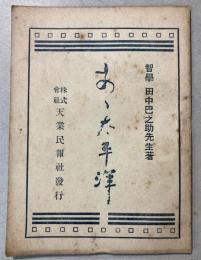 智學 田中巴之助先生著
あゝ太平洋
株式會社 天業民報社發行